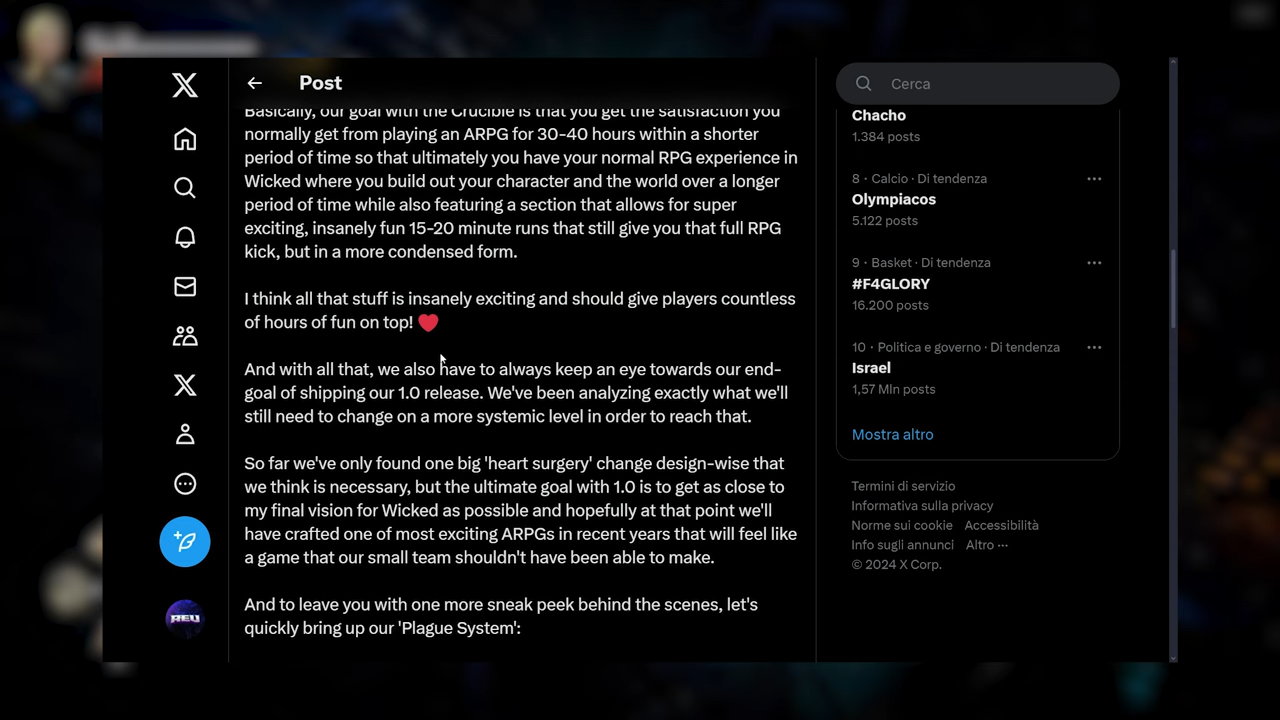 Post
Basically, our goal with the Crucible is that you get the satisfaction you
normally get from playing an ARPG for 30-40 hours within a shorter
period of time so that ultimately you have your normal RPG experience in
Wicked where you build out your character and the world over a longer
period of time while also featuring a section that allows for super
exciting, insanely fun 15-20 minute runs that still give you that full RPG
kick, but in a more condensed form.
I think all that stuff is insanely exciting and should give players countless
of hours of fun on top! ❤️
And with all that, we also have to always keep an eye towards our end-
goal of shipping our 1.0 release. We've been analyzing exactly what we'll
still need to change on a more systemic level in order to reach that.
So far we've only found one big 'heart surgery' change design-wise that
we think is necessary, but the ultimate goal with 1.0 is to get as close to
my final vision for Wicked as possible and hopefully at that point we'll
have crafted one of most exciting ARPGs in recent years that will feel like
a game that our small team shouldn't have been able to make.
And to leave you with one more sneak peek behind the scenes, let's
quickly bring up our 'Plague System':
Cerca
Chacho
1.384 posts
8 · Calcio · Di tendenza
Olympiacos
5.122 posts
9 · Basket · Di tendenza
#F4GLORY
16.200 posts
10 · Politica e governo · Di tendenza
Israel
1,57 Mln posts
Mostra altro
Termini di servizio
Informativa sulla privacy
Norme sui cookie Accessibilità
Info sugli annunci Altro ···
© 2024 X Corp.
REV